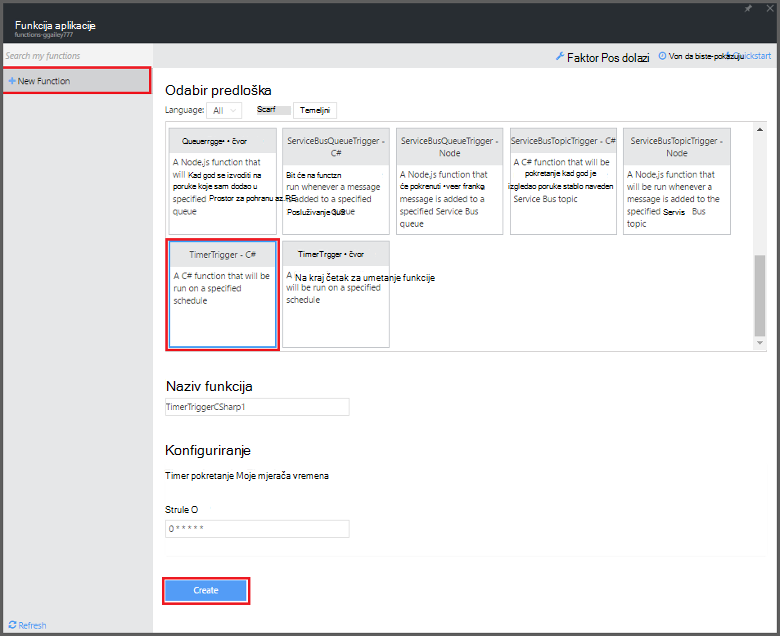 Funkcija aplikacije
functions-ggailey777
Search my functions
Faktor Pos dolazi
Von da biste-pokazuju
Quickstart
+ New Function
Odabir predloška
Language: All Scarf Temeljni
Queuerrgge• • čvor
A Node.js function that
will Kad god se izvoditi na
poruke koje sam dodao u
specified Prostor za pohranu az.
queue
ServiceBusQueueTrigger -
C#
Bit će na functzn
run whenever a message
is added to a specified
Posluživanje queue
ServiceBusQueueTrigger -
Node
A Node.js function that
će pokrenuti •veer franke
message is added to a
specified Service Bus
queue
ServiceBusTopicTrigger - C#
A C# function that will be
pokretanje kad god je
izgledao poruke stablo naveden
Service Bus topic
ServiceBusTopicTrigger -
Node
A Node.js function that
will be run whenever a
message is added to the
specified Servis Bus
topic
TimerTrigger - C#
A C# function that will be
run on a specified
schedule
TimerTrgger • čvor
A Na kraj četak za umetanje funkcije
will be run on a specified
schedule
Naziv funkcija
TimerTriggerCSharp1
Konfiguriranje
Timer pokretanje Moje mjerača vremena
Strule O
0 * * * * *
Create
Refresh